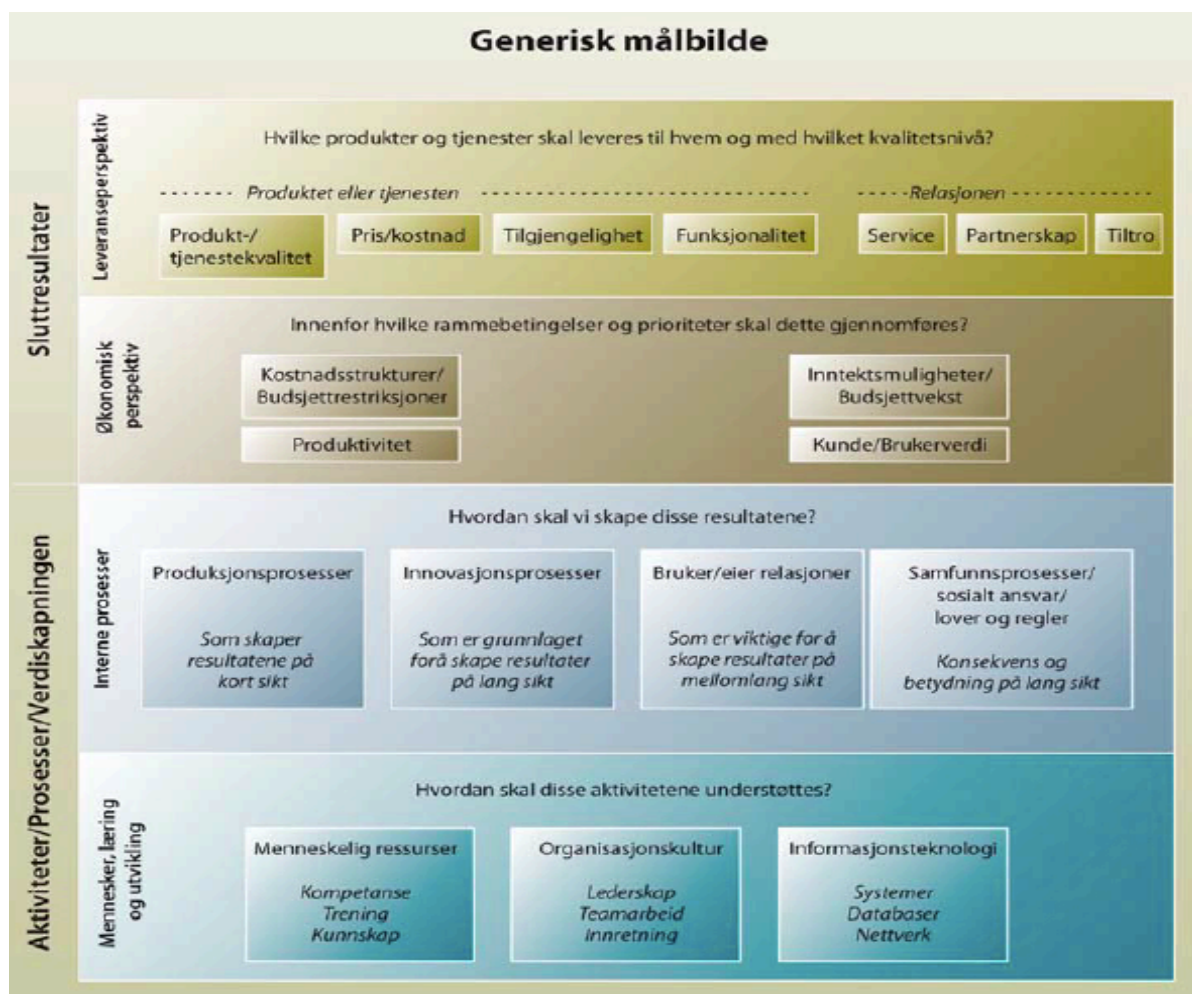 Generisk målbilde
Sluttresultater
Leveranseperspektiv
Hvilke produkter og tjenester skal leveres til hvem og med hvilket kvalitetsnivå?
Produktet eller tjenesten
Relasjonen
Produkt-/
tjenestekvalitet
Pris/kostnad
Tilgjengelighet
Funksjonalitet
Service
Partnerskap
Tiltro
Økonomisk
perspektiv
Innenfor hvilke rammebetingelser og prioriteter skal dette gjennomføres?
Kostnadsstrukturer/
Budsjettrestriksjoner
Produktivitet
Inntektsmuligheter/
Budsjettvekst
Kunde/Brukerverdi
Aktiviteter/Prosesser/Verdiskapningen
Interne prosesser
Hvordan skal vi skape disse resultatene?
Produksjonsprosesser
Som skaper
resultatene på
kort sikt
Innovasjonsprosesser
Som er grunnlaget
forå skape resultater
på lang sikt
Bruker/eier relasjoner
Som er viktige for å
skape resultater på
mellomlang sikt
Samfunnsprosesser/
sosialt ansvar/
lover og regler
Konsekvens og
betydning på lang sikt
Mennesker, læring
og utvikling
Hvordan skal disse aktivitetene understøttes?
Menneskelig ressurser
Kompetanse
Trening
Kunnskap
Organisasjonskultur
Lederskap
Teamarbeid
Innretning
Informasjonsteknologi
Systemer
Databaser
Nettverk